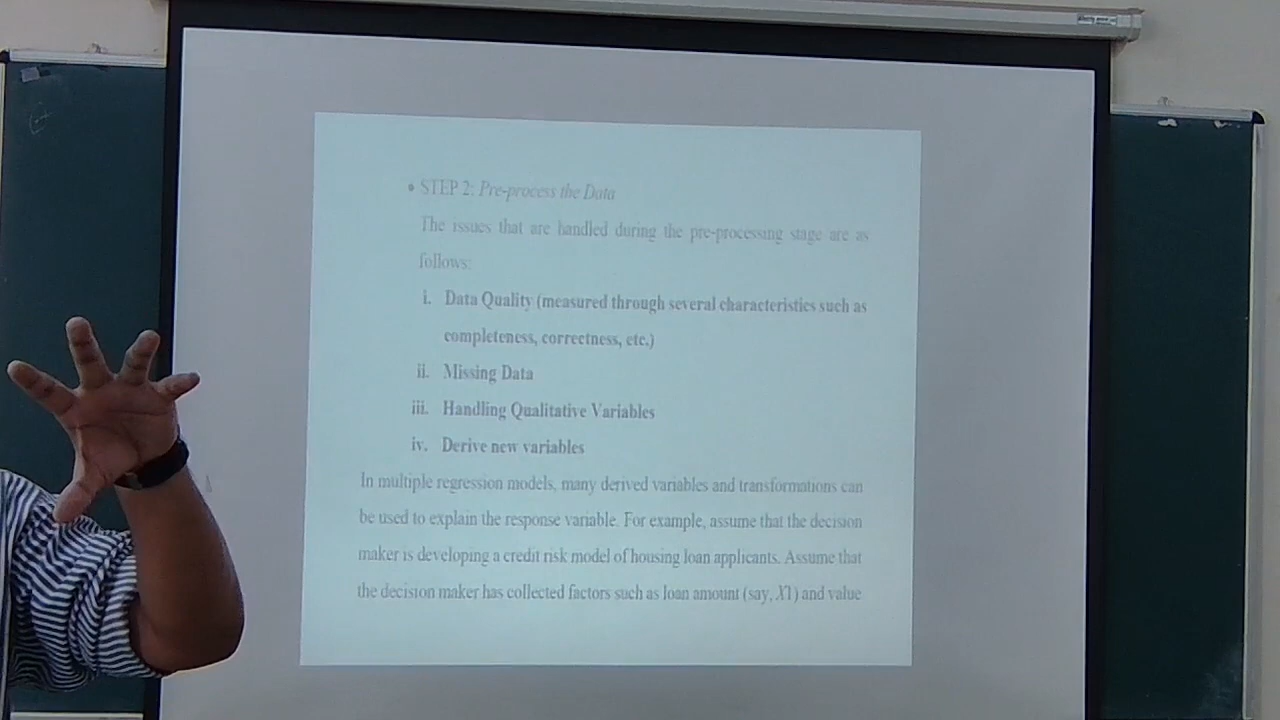 • STEP 2: Pre-process the Data
The issues that are handled during the pre-processing stage are as
follows:
i. Data Quality (measured through several characteristics such as
completeness, correctness, etc.)
ii. Missing Data
iii. Handling Qualitative Variables
iv. Derive new variables
In multiple regression models, many derived variables and transformations can
be used to explain the response variable. For example, assume that the decision
maker is developing a credit risk model of housing loan applicants. Assume that
the decision maker has collected factors such as loan amount (say, X1) and value